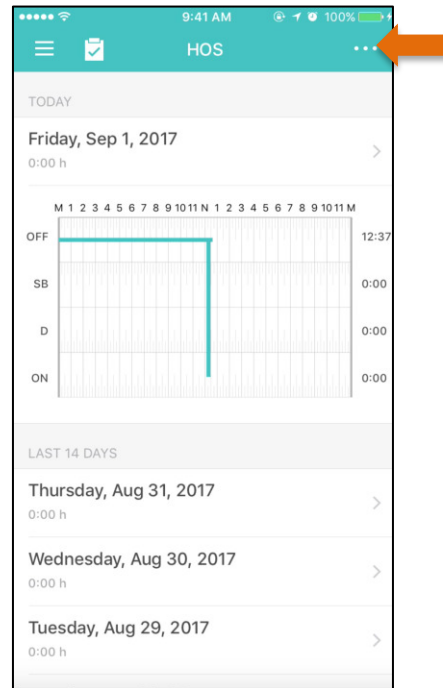 9:41 AM 100%
HOS
TODAY
Friday, Sep 1, 2017
0:00 h
M 1 2 3 4 5 6 7 8 9 10 11 N 1 2 3 4 5 6 7 8 9 10 11 M
OFF 12:37
SB 0:00
D 0:00
ON 0:00
LAST 14 DAYS
Thursday, Aug 31, 2017
0:00 h
Wednesday, Aug 30, 2017
0:00 h
Tuesday, Aug 29, 2017
0:00 h